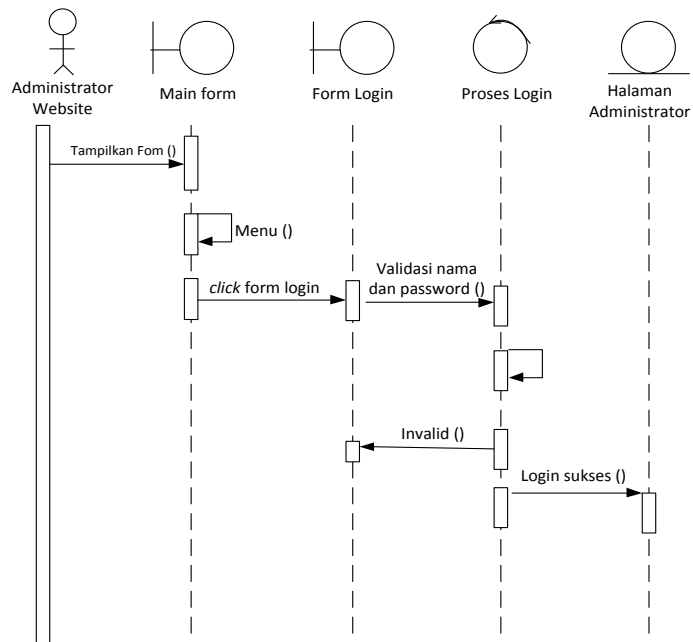 Administrator
Website
Main form
Form Login
Proses Login
Halaman
Administrator
Tampilkan Fom ()
Menu ()
click form login
Validasi nama
dan password ()
Invalid ()
Login sukses ()